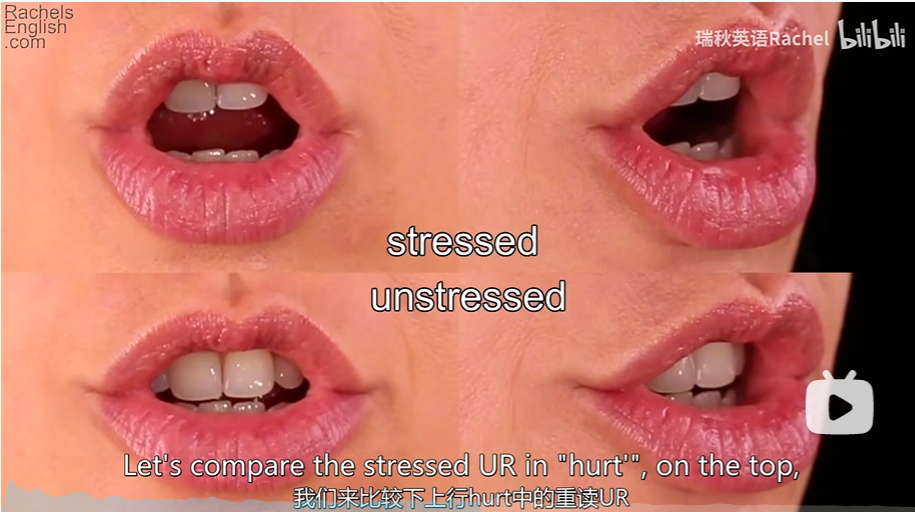 Rachels
English
.com
瑞秋英语Rachel bilibili
stressed
unstressed
Let's compare the stressed UR in "hurt'", on the top,
我们来比较下上行hurt中的重读UR